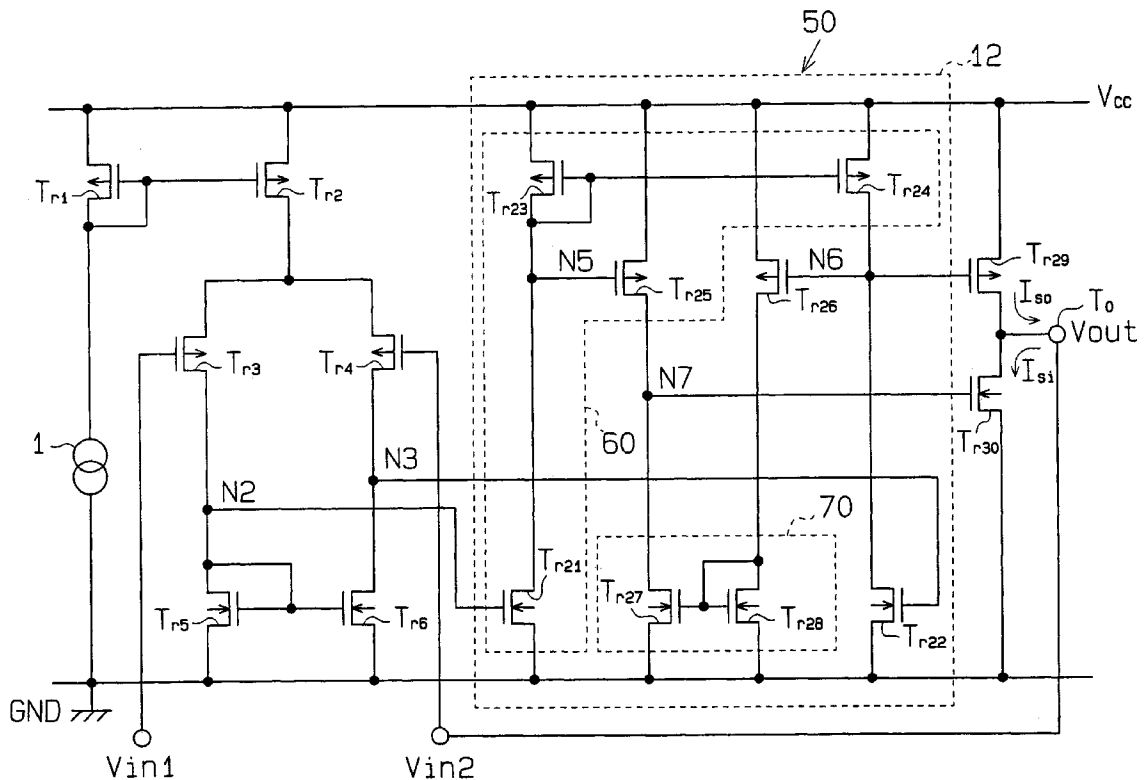 50
12
Vcc
Tr1
Tr2
Tr23
Tr24
N5
N6
Tr29
Tr25
Tr26
Iso
To
Vout
Tr3
Tr4
N7
Isi
Tr30
1
60
N3
N2
70
Tr21
Tr27
Tr5
Tr6
Tr28
Tr22
GND
Vin1
Vin2